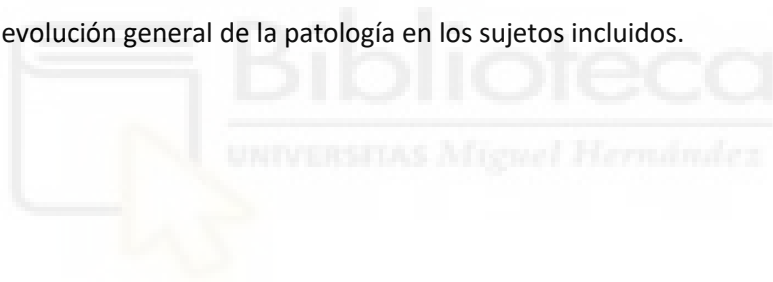 evolución general de la patología en los sujetos incluidos.
Biblioteca
UNIVERSITAS Miguel Hernández